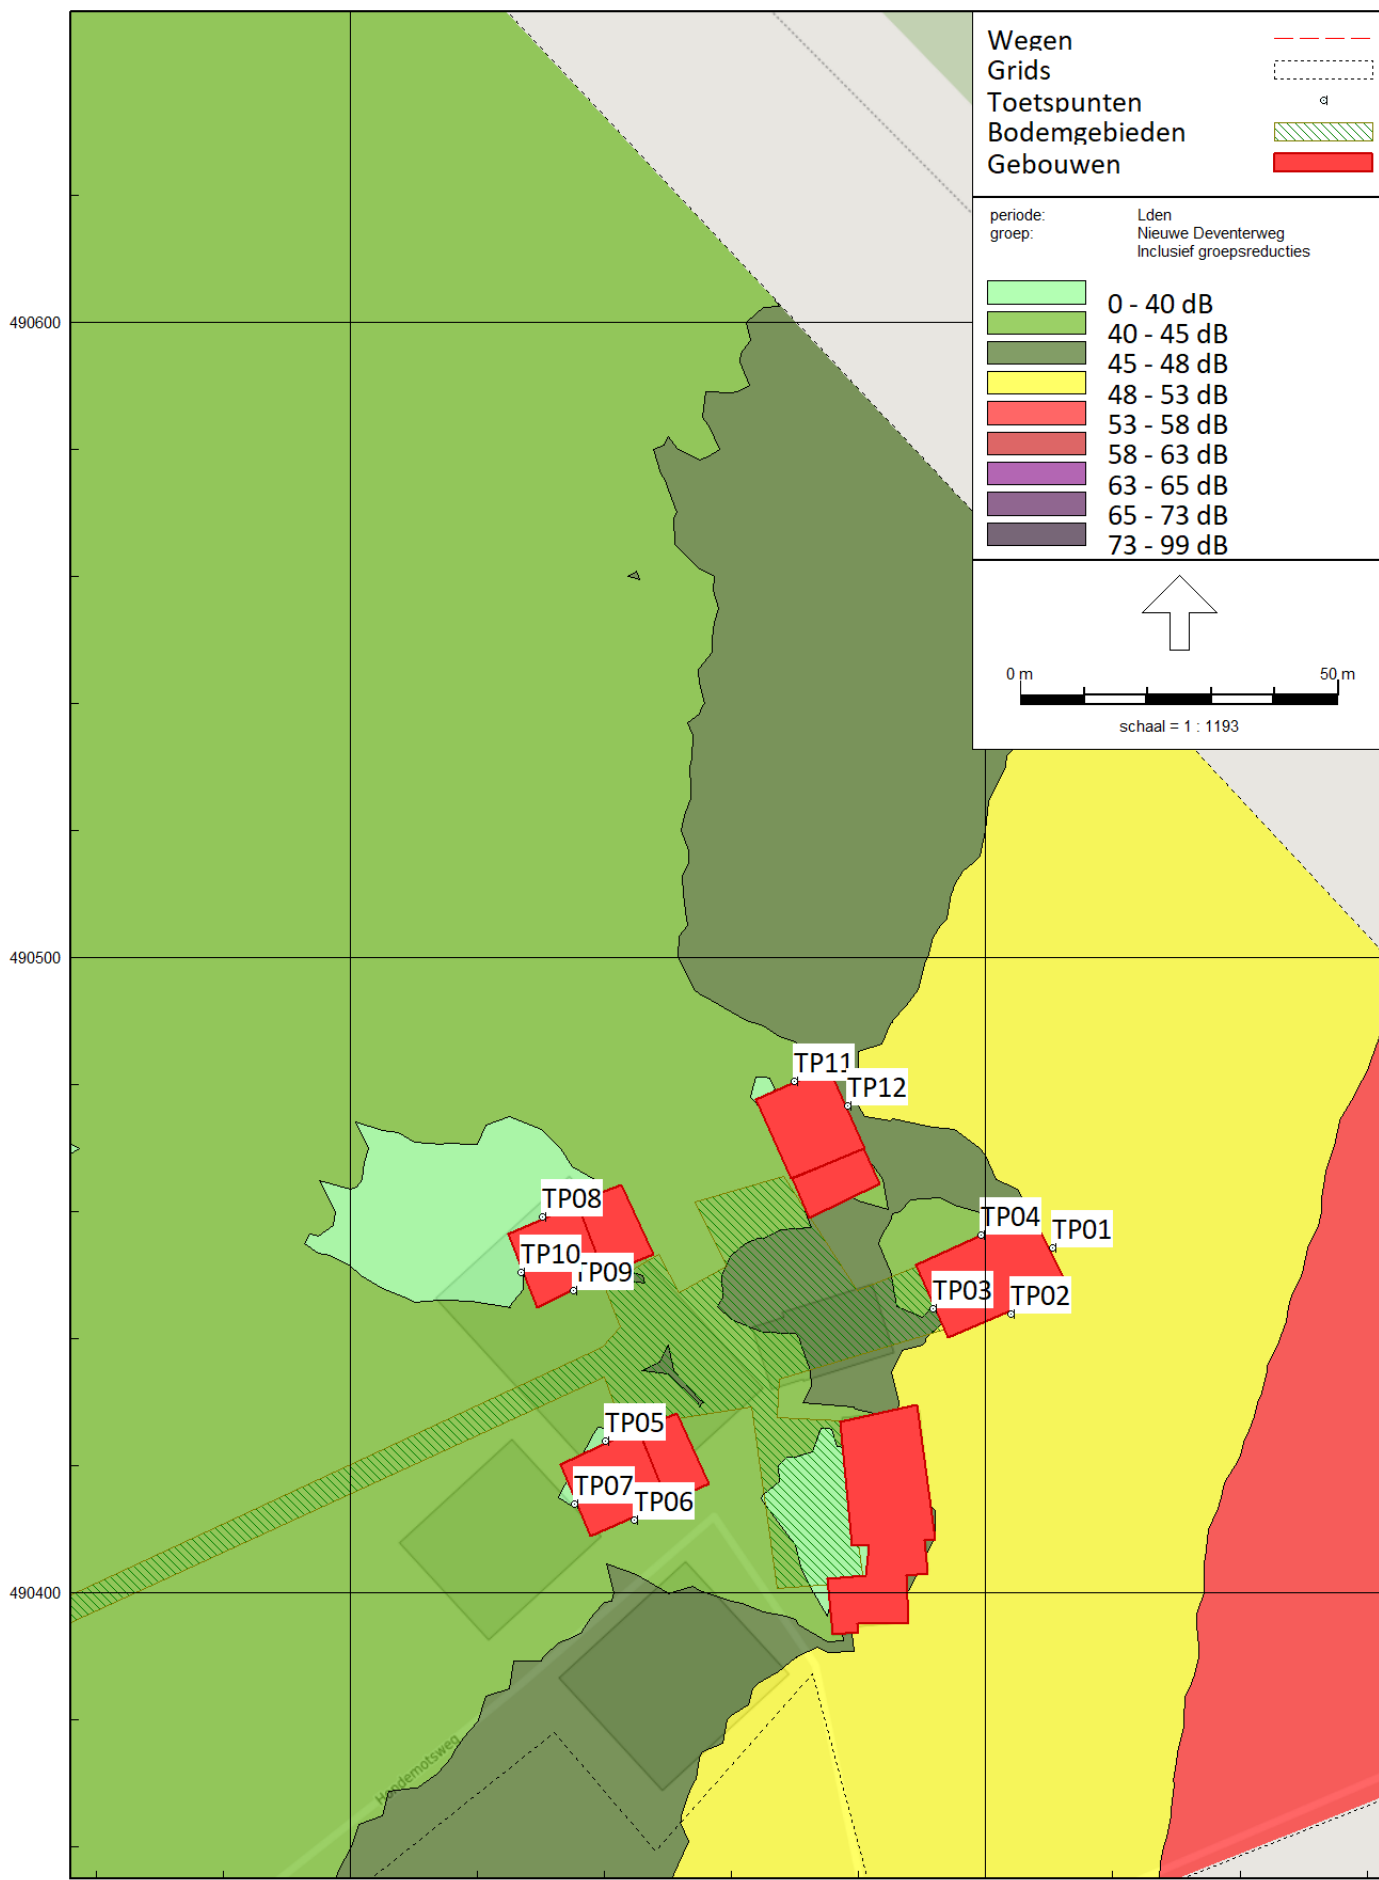 Wegen
Grids
Toetspunten
Bodemgebieden
Gebouwen
periode: Lden
groep: Nieuwe Deventerweg
Inclusief groepsreducties
0 - 40 dB
40 - 45 dB
45 - 48 dB
48 - 53 dB
53 - 58 dB
58 - 63 dB
63 - 65 dB
65 - 73 dB
73 - 99 dB
0 m 50 m
schaal = 1 : 1193
490600
490500
TP11
TP12
TP08
TP04
TP01
TP10
TP09
TP03
TP02
TP05
TP07
TP06
490400